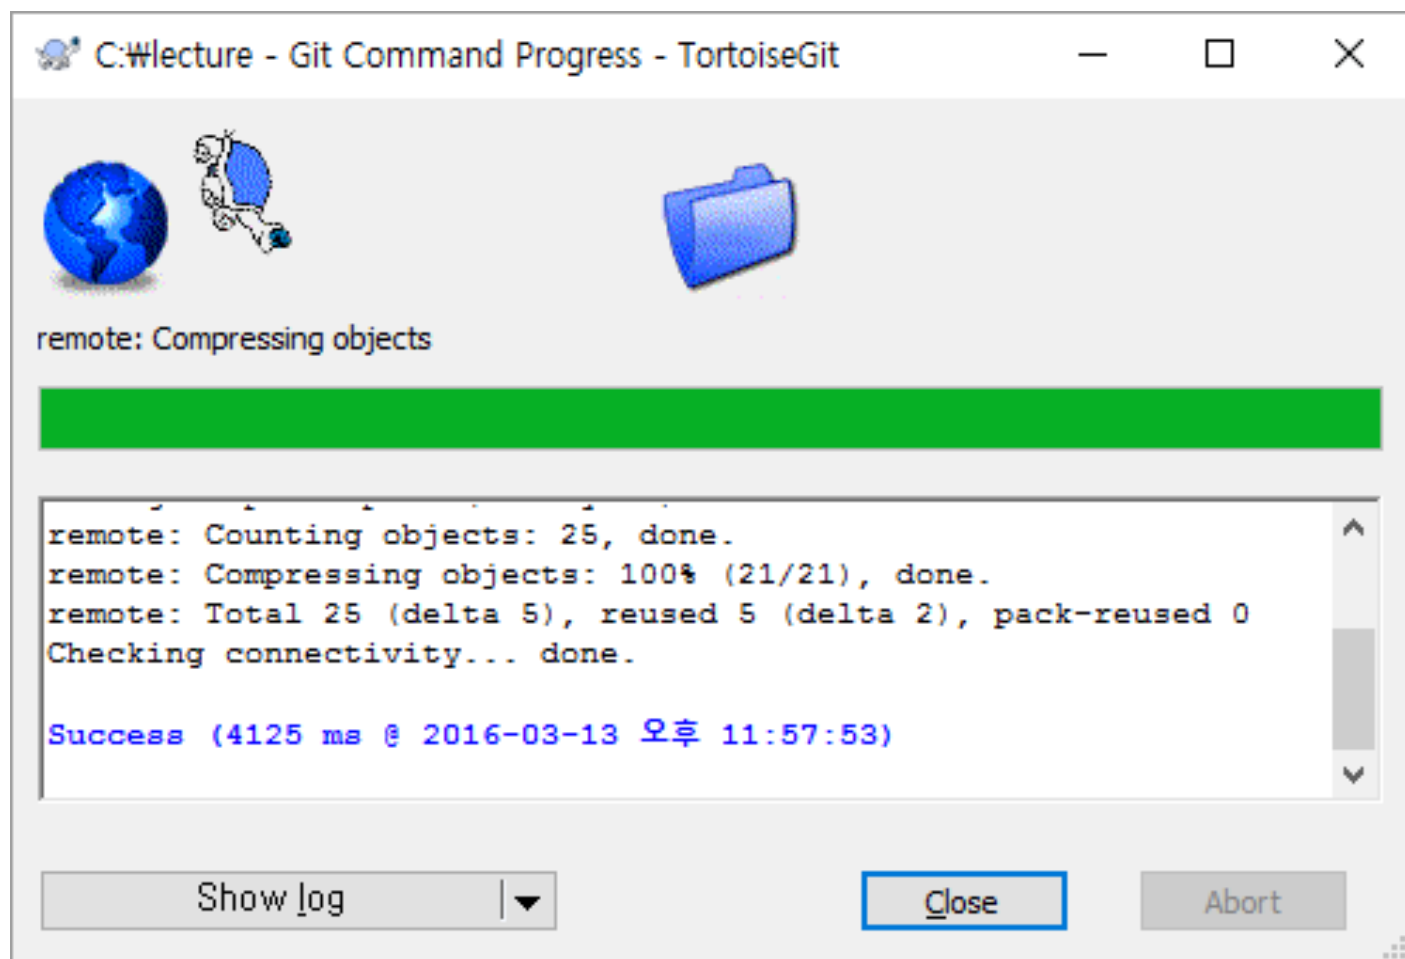 C:₩lecture - Git Command Progress - TortoiseGit
remote: Compressing objects
remote: Counting objects: 25, done.
remote: Compressing objects: 100% (21/21), done.
remote: Total 25 (delta 5), reused 5 (delta 2), pack-reused 0
Checking connectivity... done.
Success (4125 ms @ 2016-03-13 오후 11:57:53)
Show log
Close
Abort